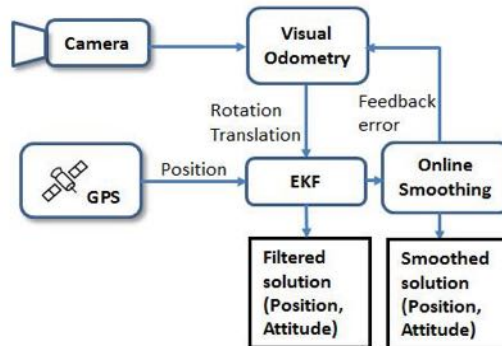 Camera
Visual
Odometry
Rotation
Translation
Feedback
error
Position
GPS
EKF
Online
Smoothing
Filtered
solution
(Position,
Attitude)
Smoothed
solution
(Position,
Attitude)